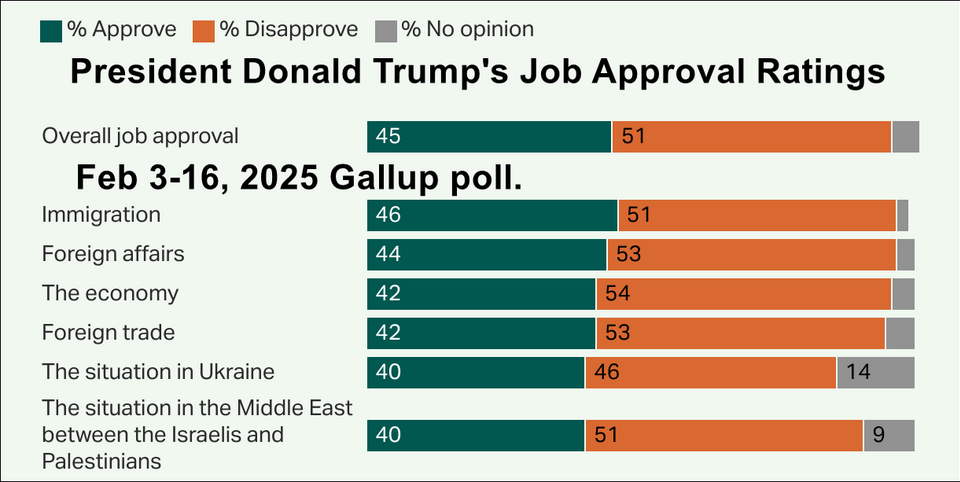 % Approve % Disapprove % No opinion
President Donald Trump's Job Approval Ratings
Overall job approval 45 51
Feb 3-16, 2025 Gallup poll.
Immigration 46 51
Foreign affairs 44 53
The economy 42 54
Foreign trade 42 53
The situation in Ukraine 40 46 14
The situation in the Middle East
between the Israelis and 40 51 9
Palestinians